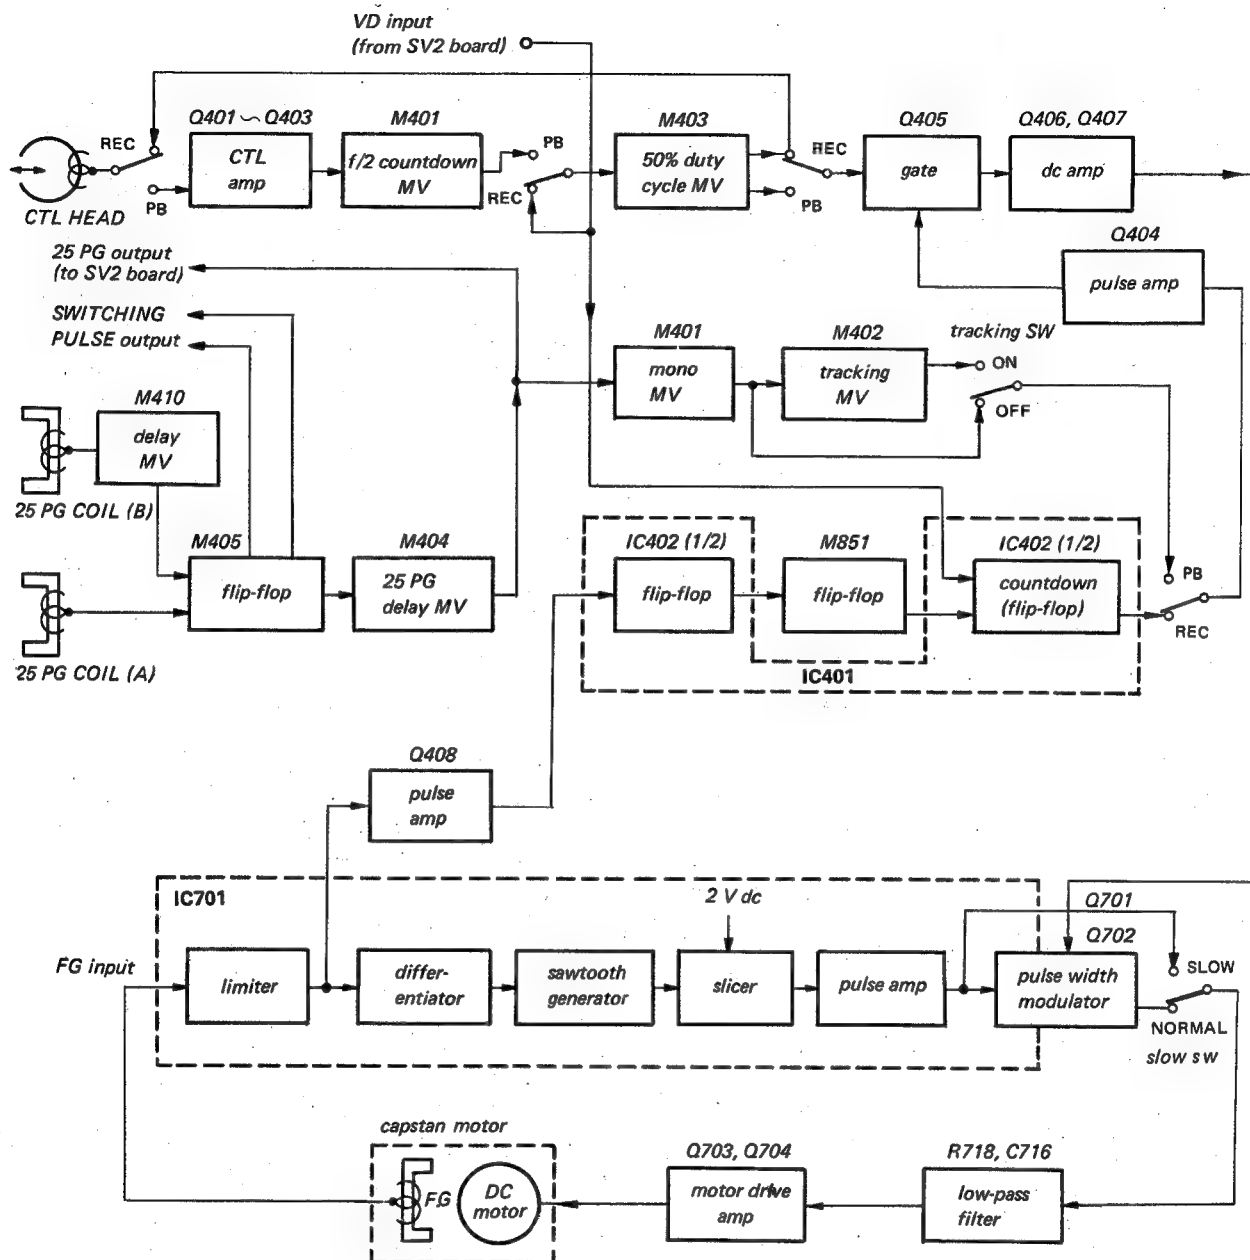 VD input
(from SV2 board)
Q401 ~ Q403
M401
M403
Q405
Q406, Q407
REC
CTL
amp
f/2 countdown
MV
PB
REC
50% duty
cycle MV
REC
PB
gate
dc amp
PB
CTL HEAD
25 PG output
(to SV2 board)
Q404
pulse amp
SWITCHING
PULSE output
M401
mono
MV
M402
tracking
MV
tracking SW
ON
OFF
M410
delay
MV
25 PG COIL (B)
M405
flip-flop
M404
25 PG
delay MV
IC402 (1/2)
flip-flop
M851
flip-flop
IC402 (1/2)
countdown
(flip-flop)
PB
REC
25 PG COIL (A)
IC401
Q408
pulse
amp
IC701
2 V dc
Q701
Q702
FG input
limiter
differ-
entiator
sawtooth
generator
slicer
pulse amp
pulse width
modulator
SLOW
NORMAL
slow sw
capstan motor
FG
DC
motor
Q703, Q704
motor drive
amp
R718, C716
low-pass
filter